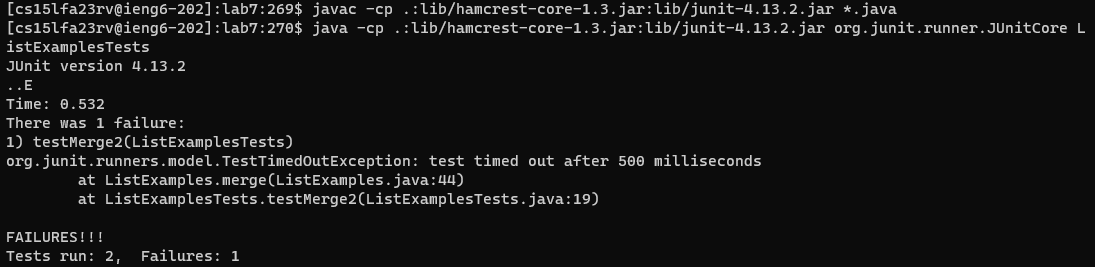 [cs15lfa23rv@ieng6-202]:lab7:269$ javac -cp .:lib/hamcrest-core-1.3.jar:lib/junit-4.13.2.jar *.java
[cs15lfa23rv@ieng6-202]:lab7:270$ java -cp .:lib/hamcrest-core-1.3.jar:lib/junit-4.13.2.jar org.junit.runner.JUnitCore L
istExamplesTests
JUnit version 4.13.2
..E
Time: 0.532
There was 1 failure:
1) testMerge2(ListExamplesTests)
org.junit.runners.model.TestTimedOutException: test timed out after 500 milliseconds
        at ListExamples.merge(ListExamples.java:44)
        at ListExamplesTests.testMerge2(ListExamplesTests.java:19)

FAILURES!!!
Tests run: 2,  Failures: 1